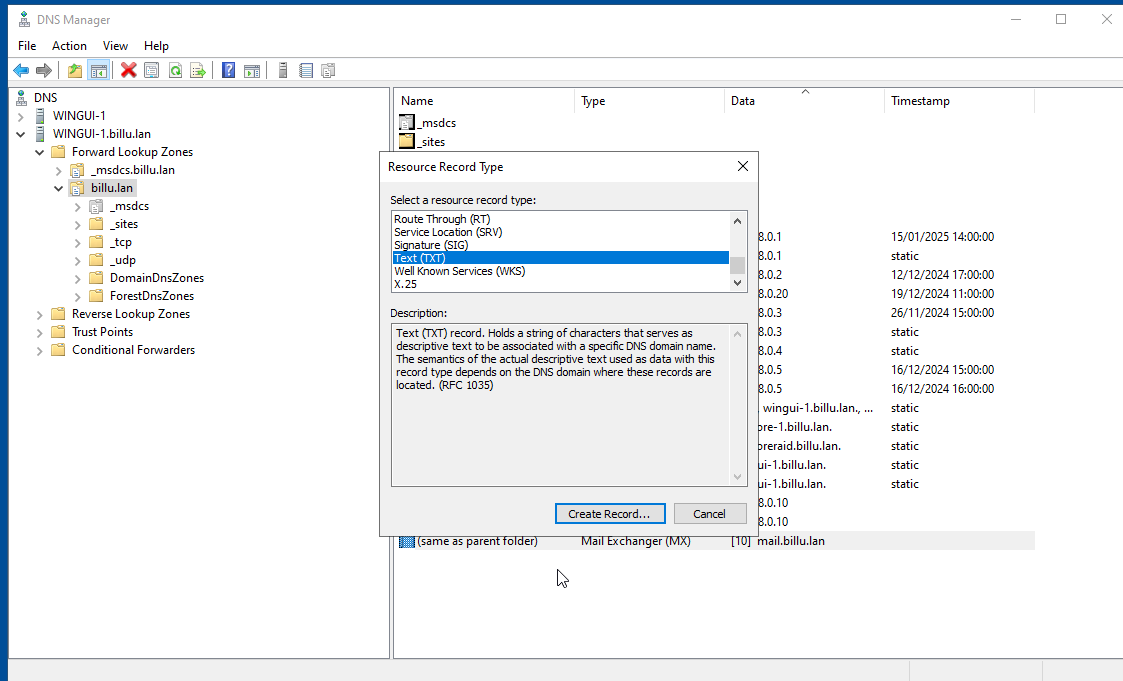 DNS Manager
File Action View Help
DNS
WINGUI-1
WINGUI-1.billu.lan
Forward Lookup Zones
_msdcs.billu.lan
billu.lan
_msdcs
_sites
_tcp
_udp
DomainDnsZones
ForestDnsZones
Reverse Lookup Zones
Trust Points
Conditional Forwarders
Name Type Data Timestamp
_msdcs
_sites
Resource Record Type
Select a resource record type:
Route Through (RT)
Service Location (SRV)
Signature (SIG)
Text (TXT)
Well Known Services (WKS)
X.25
Description:
Text (TXT) record. Holds a string of characters that serves as
descriptive text to be associated with a specific DNS domain name.
The semantics of the actual descriptive text used as data with this
record type depends on the DNS domain where these records are
located. (RFC 1035)
Create Record... Cancel
8.0.1 15/01/2025 14:00:00
8.0.1 static
8.0.2 12/12/2024 17:00:00
8.0.20 19/12/2024 11:00:00
8.0.3 26/11/2024 15:00:00
8.0.3 static
8.0.4 static
8.0.5 16/12/2024 15:00:00
8.0.5 16/12/2024 16:00:00
, wingui-1.billu.lan., ... static
ore-1.billu.lan. static
oreraid.billu.lan. static
ui-1.billu.lan. static
ui-1.billu.lan. static
8.0.10
8.0.10
(same as parent folder) Mail Exchanger (MX) [10] mail.billu.lan